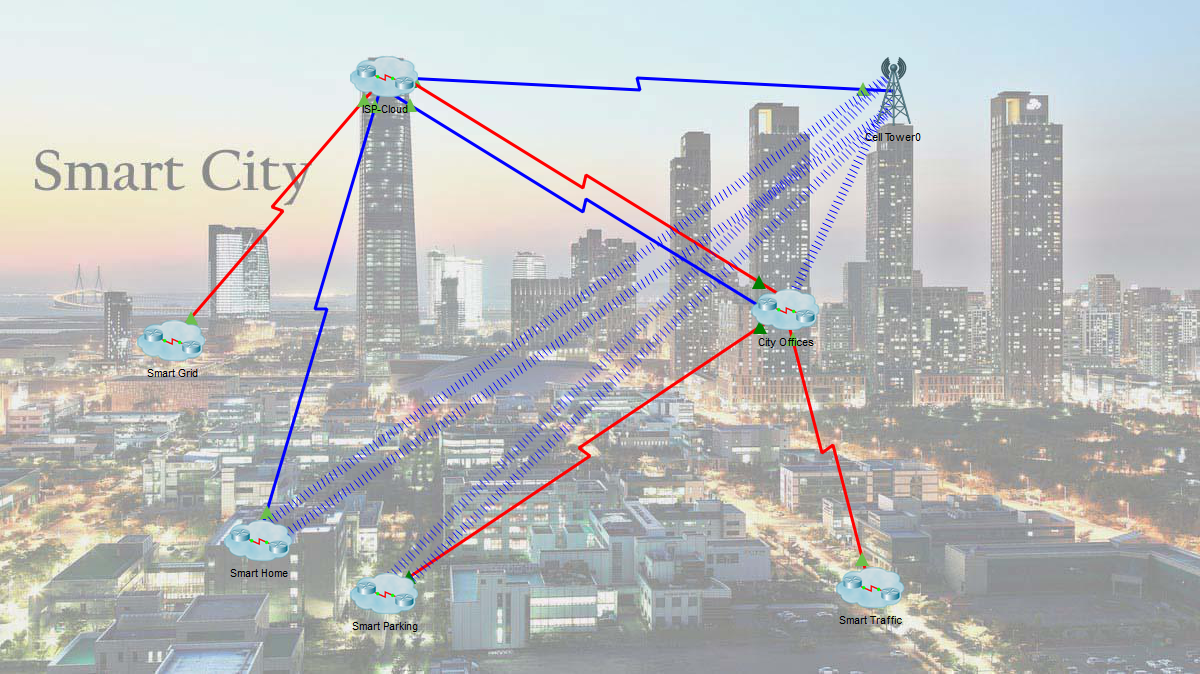 ISP-Cloud
Cell Tower0
Smart City
City Offices
Smart Grid
Smart Home
Smart Parking
Smart Traffic